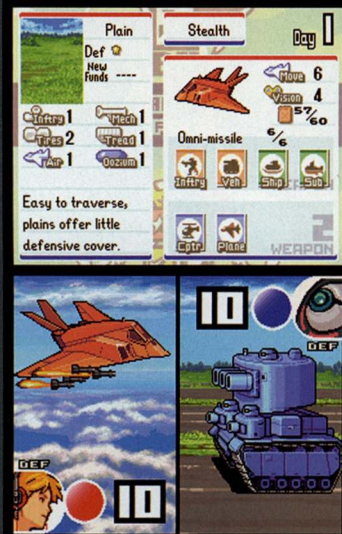 Plain
Def
New
Funds ----
Inftry 1
Mech 1
Tires 2
Tread 1
Air 1
Oozium 1
Easy to traverse,
plains offer little
defensive cover.
Stealth
Day 1
Move 6
Vision 4
57/60
Omni-missile 6/6
Inftry
Veh
Ship
Sub
Cptr
Plane
2
WEAPON
10
DEF
DEF
10